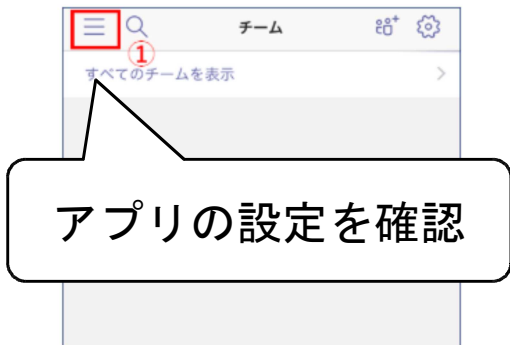 チーム
①
すべてのチームを表示
アプリの設定を確認